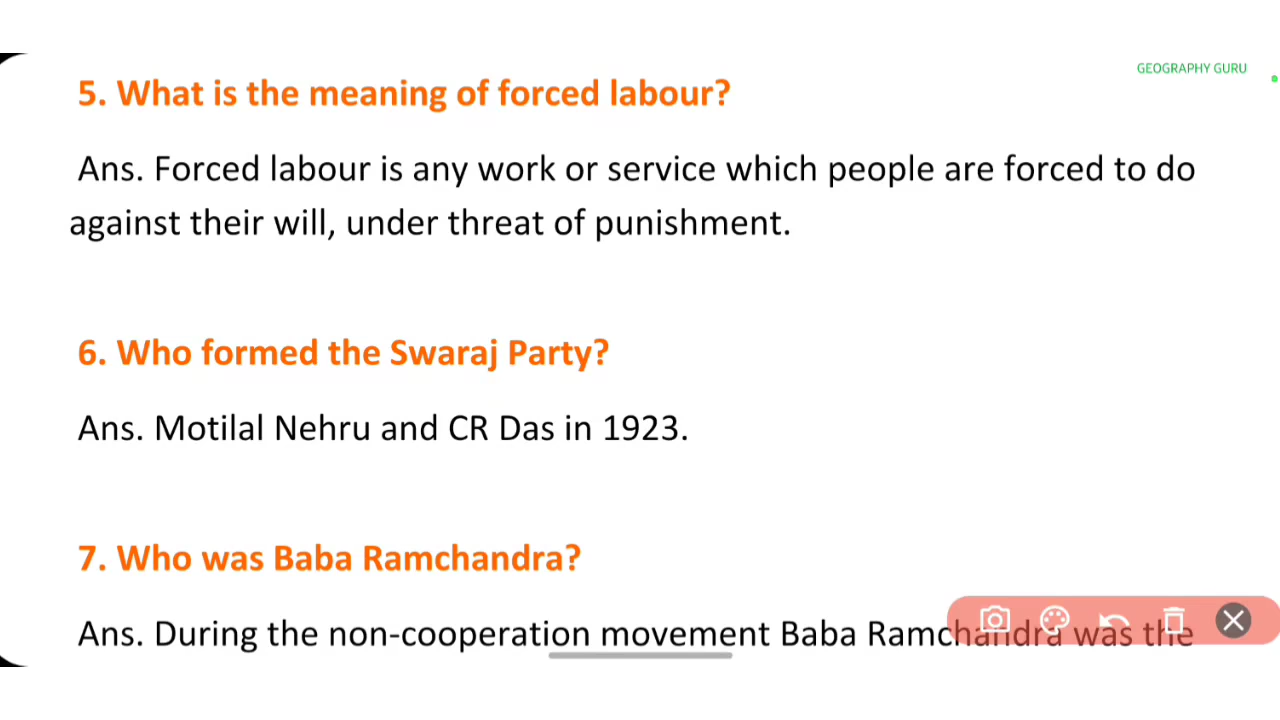 GEOGRAPHY GURU
5. What is the meaning of forced labour?
Ans. Forced labour is any work or service which people are forced to do
against their will, under threat of punishment.
6. Who formed the Swaraj Party?
Ans. Motilal Nehru and CR Das in 1923.
7. Who was Baba Ramchandra?
Ans. During the non-cooperation movement Baba Ramchandra was the